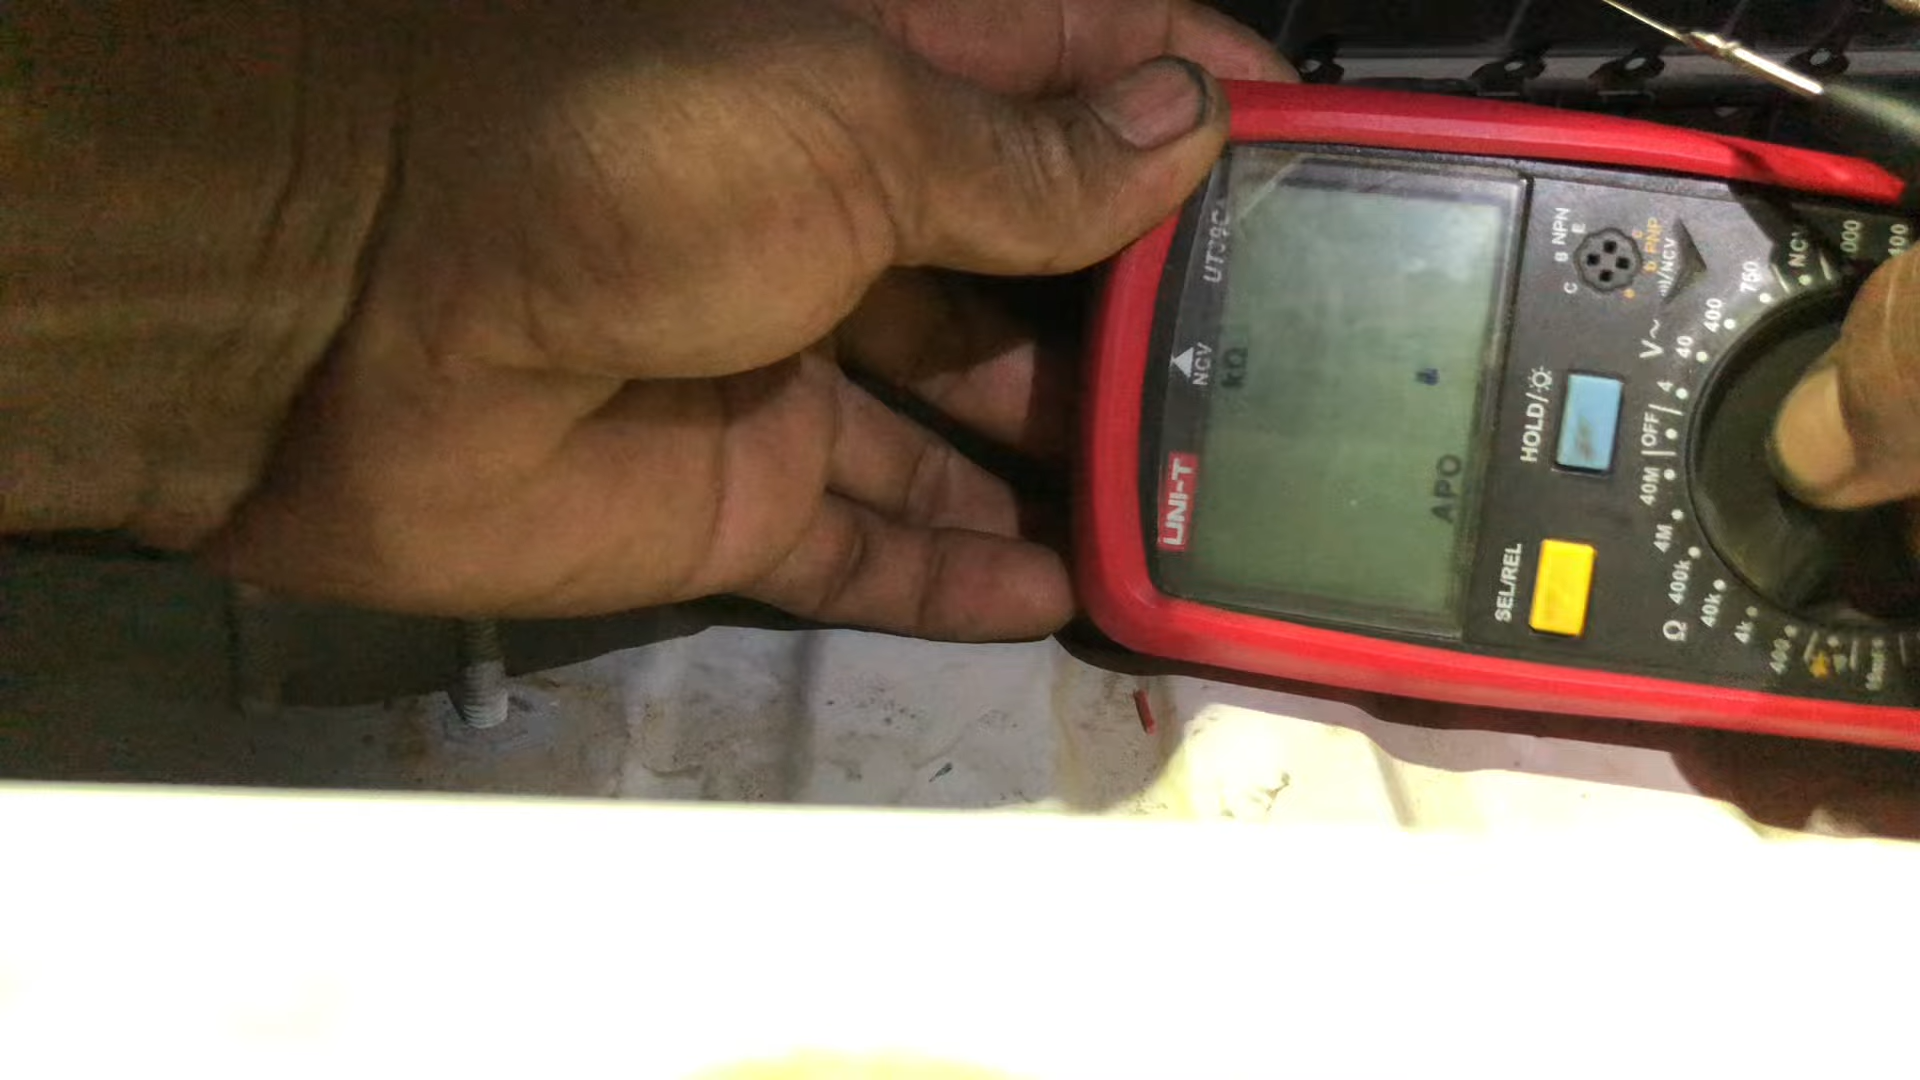 UNI-T
NCV
kΩ
APO
SEL/REL
HOLD/
B NPN
E
C
b PNP
/NCV
V~
Ω
400
4k
40k
400k
4M
40M
OFF
4
40
400
750
NCV